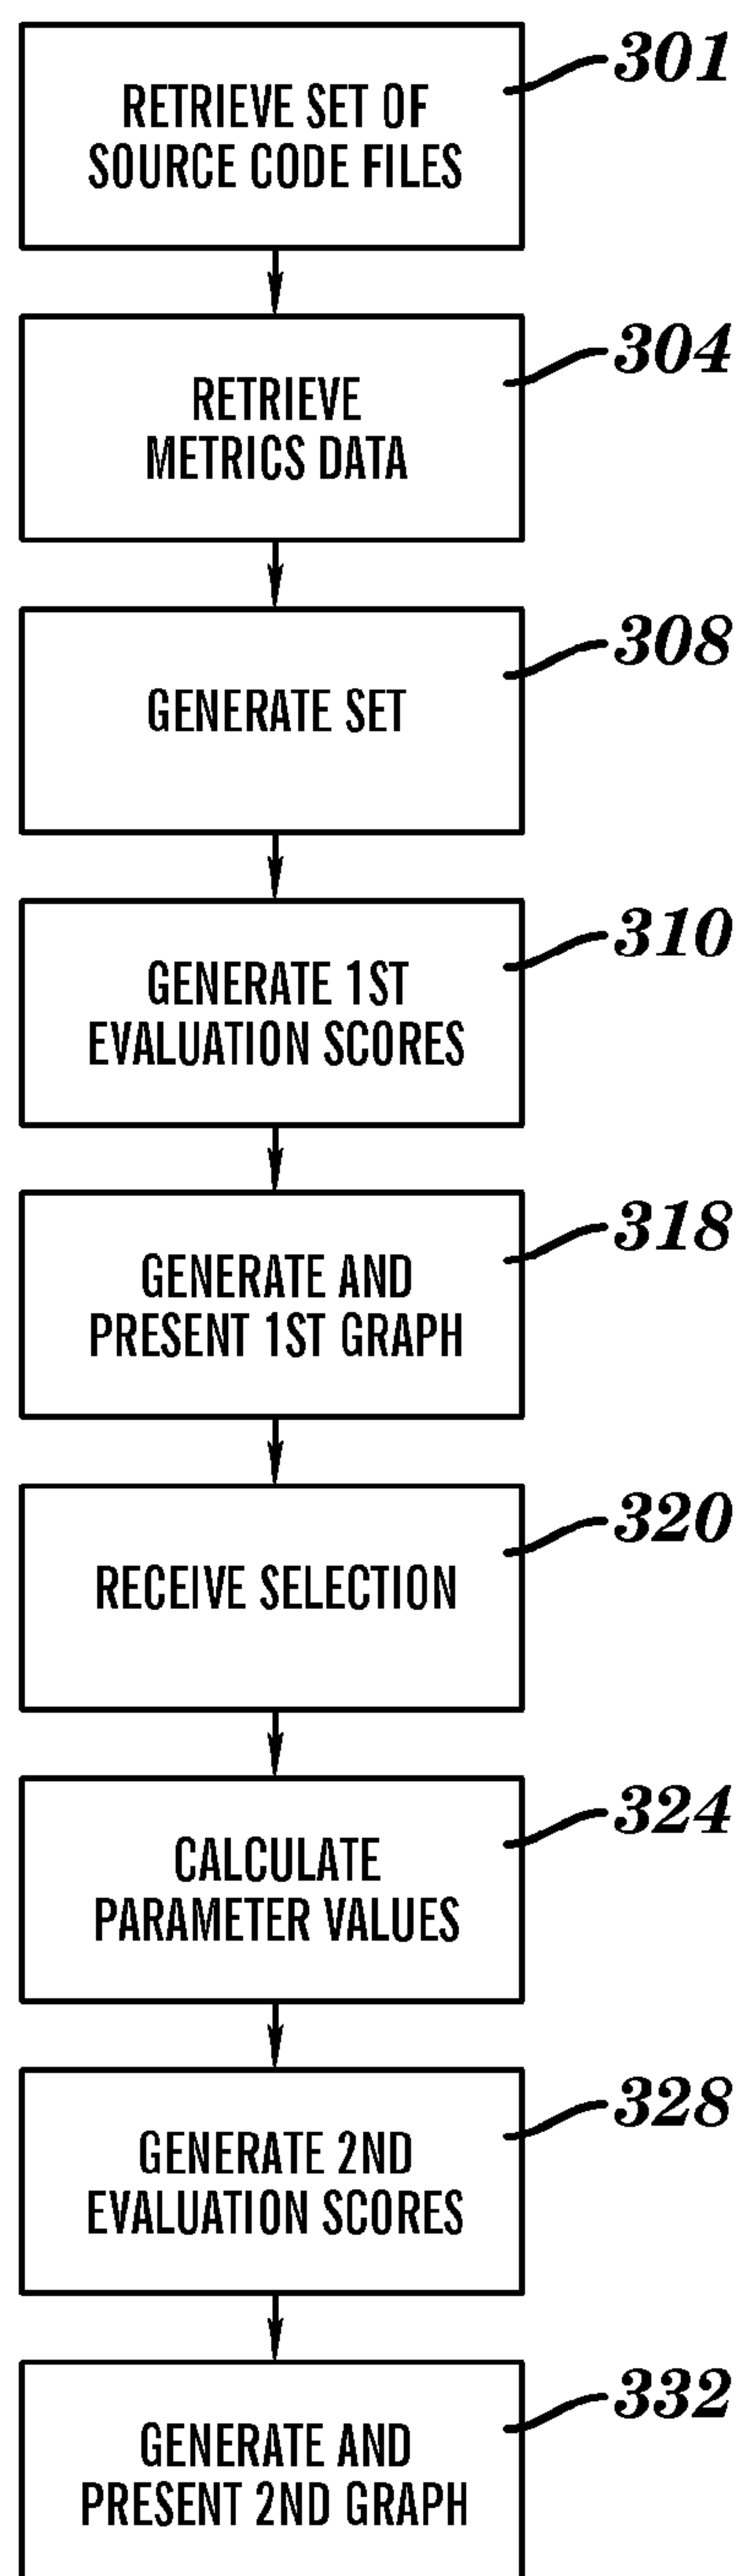 301
RETRIEVE SET OF
SOURCE CODE FILES
304
RETRIEVE
METRICS DATA
308
GENERATE SET
310
GENERATE 1ST
EVALUATION SCORES
318
GENERATE AND
PRESENT 1ST GRAPH
320
RECEIVE SELECTION
324
CALCULATE
PARAMETER VALUES
328
GENERATE 2ND
EVALUATION SCORES
332
GENERATE AND
PRESENT 2ND GRAPH